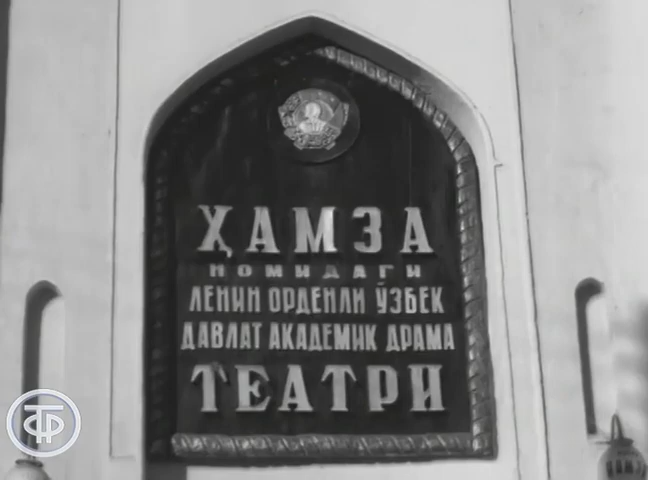 ҲАМЗА
НОМИДАГИ
ЛЕНИН ОРДЕНЛИ ЎЗБЕК
ДАВЛАТ АКАДЕМИК ДРАМА
ТЕАТРИ